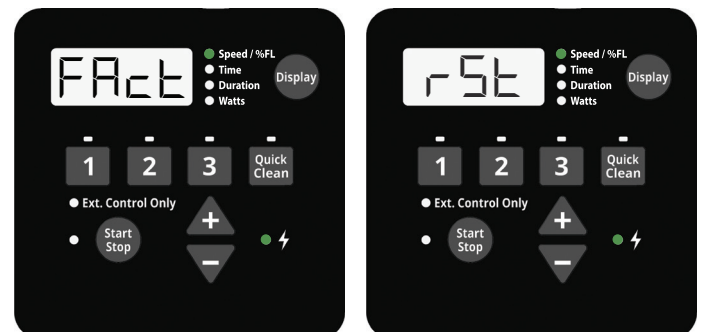 FAct
Speed / %FL
Time
Duration
Watts
Display
1 2 3 Quick Clean
Ext. Control Only
Start Stop
+
−
rSt
Speed / %FL
Time
Duration
Watts
Display
1 2 3 Quick Clean
Ext. Control Only
Start Stop
+
−